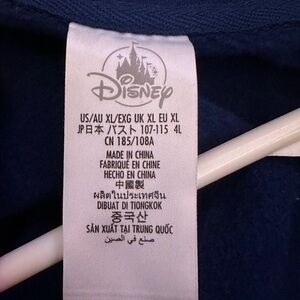 Disney
US/AU XL/EXG UK XL EU XL
JP日本 バスト 107-115 4L
CN 185/108A
MADE IN CHINA
FABRIQUÉ EN CHINE
HECHO EN CHINA
中國製
ผลิตในประเทศจีน
DIBUAT DI TIONGKOK
중국산
SẢN XUẤT TẠI TRUNG QUỐC
صنع في الصين